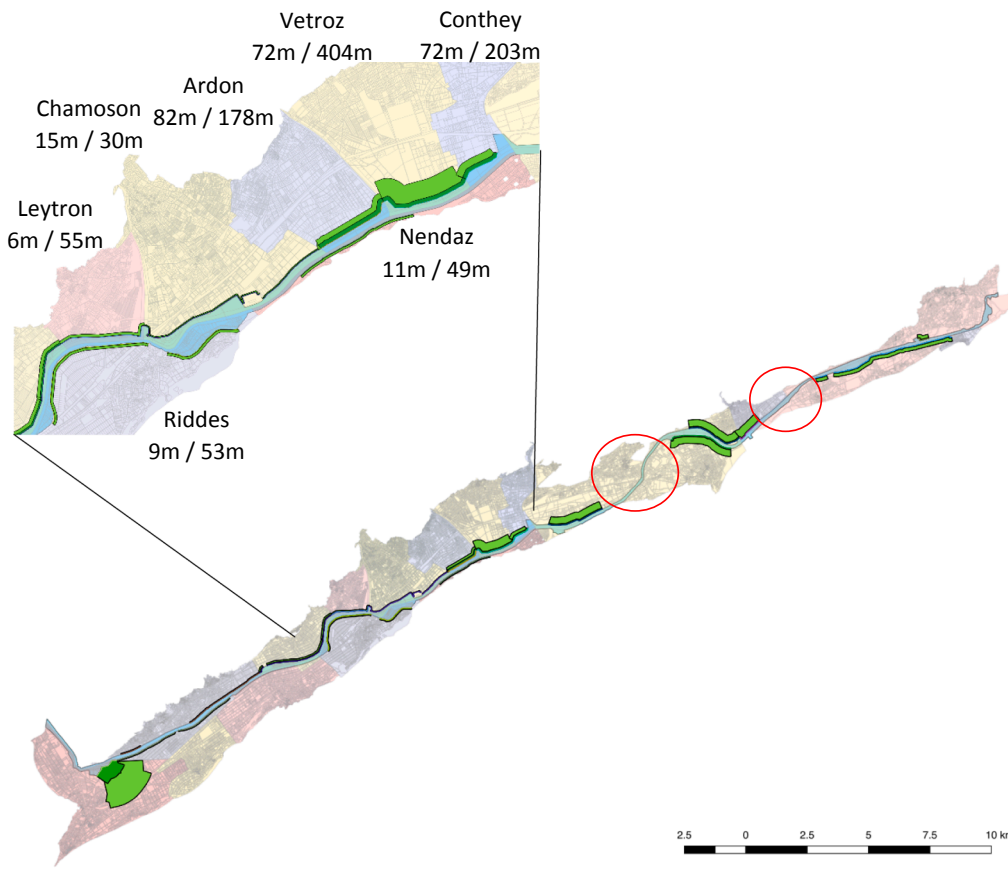 Vetroz
72m / 404m
Conthey
72m / 203m
Ardon
82m / 178m
Chamoson
15m / 30m
Leytron
6m / 55m
Nendaz
11m / 49m
Riddes
9m / 53m
2.5 0 2.5 5 7.5 10 km